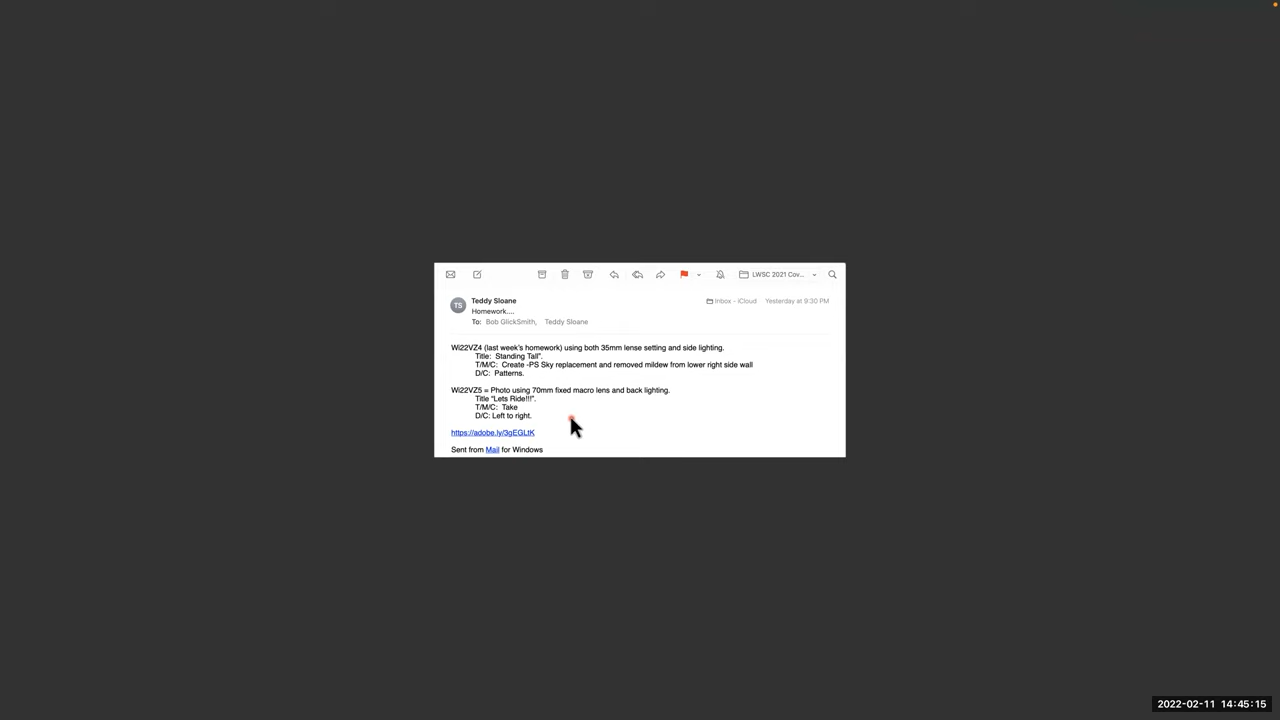 LWSC 2021 Cov...
TS
Teddy Sloane
Inbox - iCloud
Yesterday at 9:30 PM
Homework....
To: Bob GlickSmith, Teddy Sloane
Wi22VZ4 (last week's homework) using both 35mm lense setting and side lighting.
Title: Standing Tall".
T/M/C: Create -PS Sky replacement and removed mildew from lower right side wall
D/C: Patterns.
Wi22VZ5 = Photo using 70mm fixed macro lens and back lighting.
Title "Lets Ride!!!".
T/M/C: Take
D/C: Left to right.
https://adobe.ly/3gEGLtK
Sent from Mail for Windows
2022-02-11 14:45:15